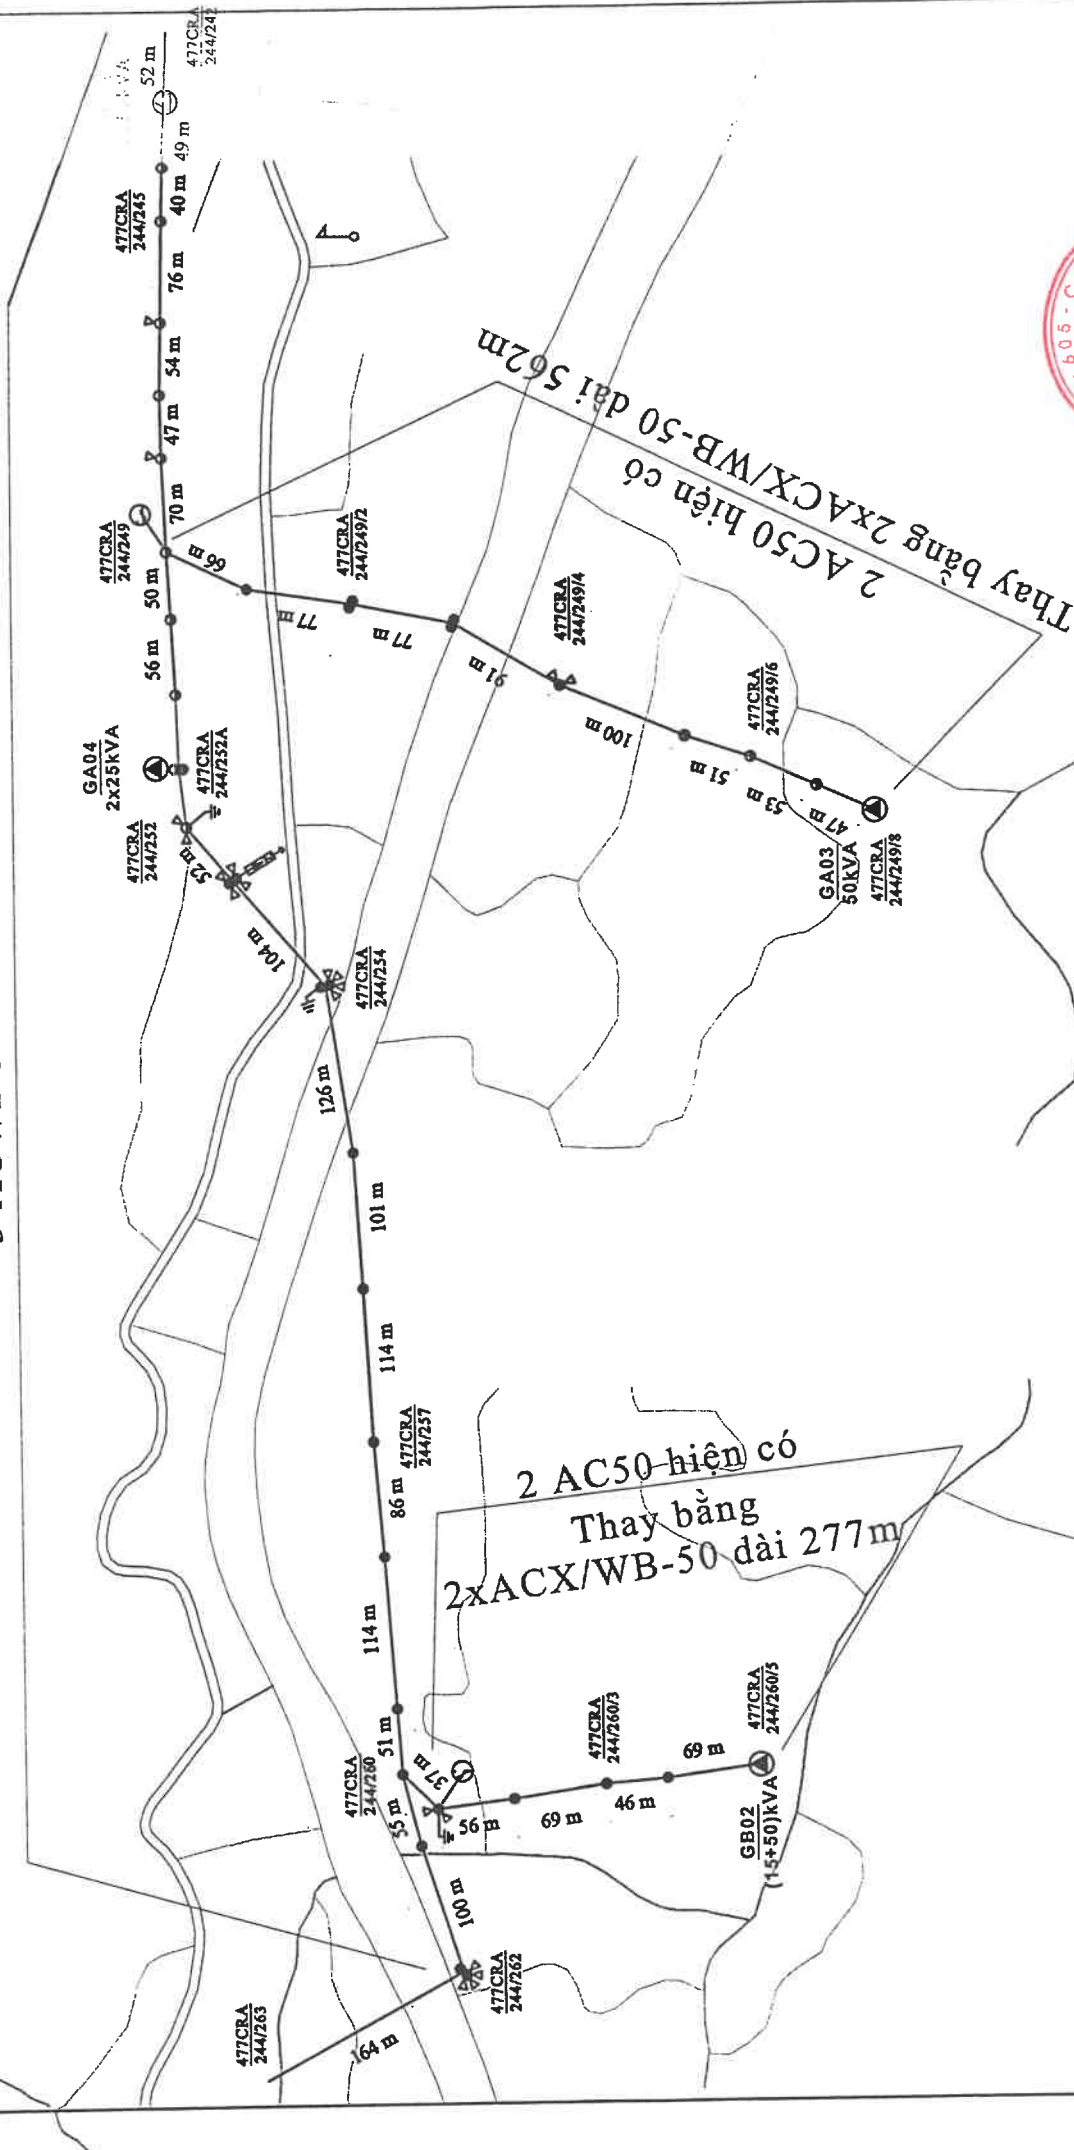 477CRA
244/242
52 m
kVA
49 m
40 m
477CRA
244/245
76 m
54 m
47 m
70 m
477CRA
244/249
50 m
66 m
56 m
77 m
477CRA
244/249/2
77 m
91 m
477CRA
244/249/4
100 m
51 m
477CRA
244/249/6
53 m
47 m
GA03
50kVA
477CRA
244/249/8
2 AC50 hiện có
Thay bằng 2xACX/WB-50 dài 562m
GA04
2x25kVA
477CRA
244/252A
477CRA
244/252
52 m
104 m
477CRA
244/254
126 m
101 m
114 m
477CRA
244/257
86 m
114 m
51 m
477CRA
244/260
37 m
55 m
56 m
69 m
477CRA
244/260/3
46 m
69 m
477CRA
244/260/5
GB02
(15+50)kVA
2 AC50 hiện có
Thay bằng
2xACX/WB-50 dài 277m
100 m
477CRA
244/262
477CRA
244/263
164 m